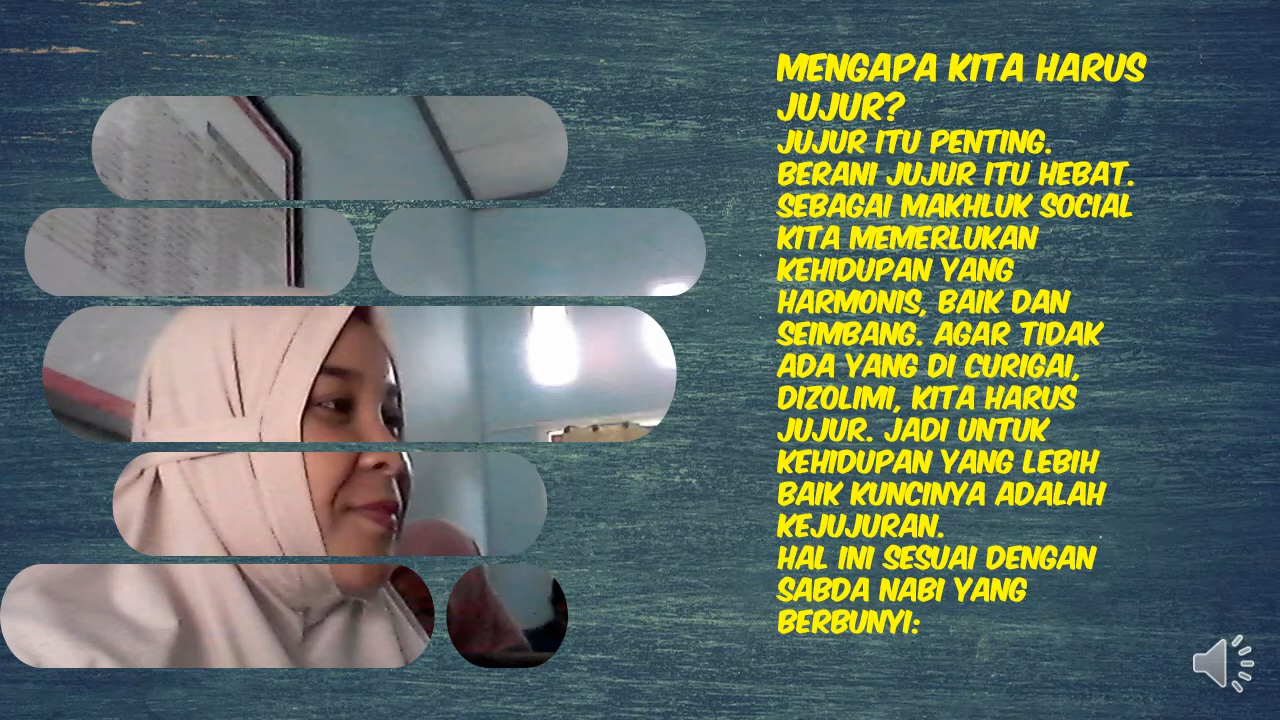 MENGAPA KITA HARUS
JUJUR?
JUJUR ITU PENTING.
BERANI JUJUR ITU HEBAT.
SEBAGAI MAKHLUK SOCIAL
KITA MEMERLUKAN
KEHIDUPAN YANG
HARMONIS, BAIK DAN
SEIMBANG. AGAR TIDAK
ADA YANG DI CURIGAI,
DIZOLIMI, KITA HARUS
JUJUR. JADI UNTUK
KEHIDUPAN YANG LEBIH
BAIK KUNCINYA ADALAH
KEJUJURAN.
HAL INI SESUAI DENGAN
SABDA NABI YANG
BERBUNYI: